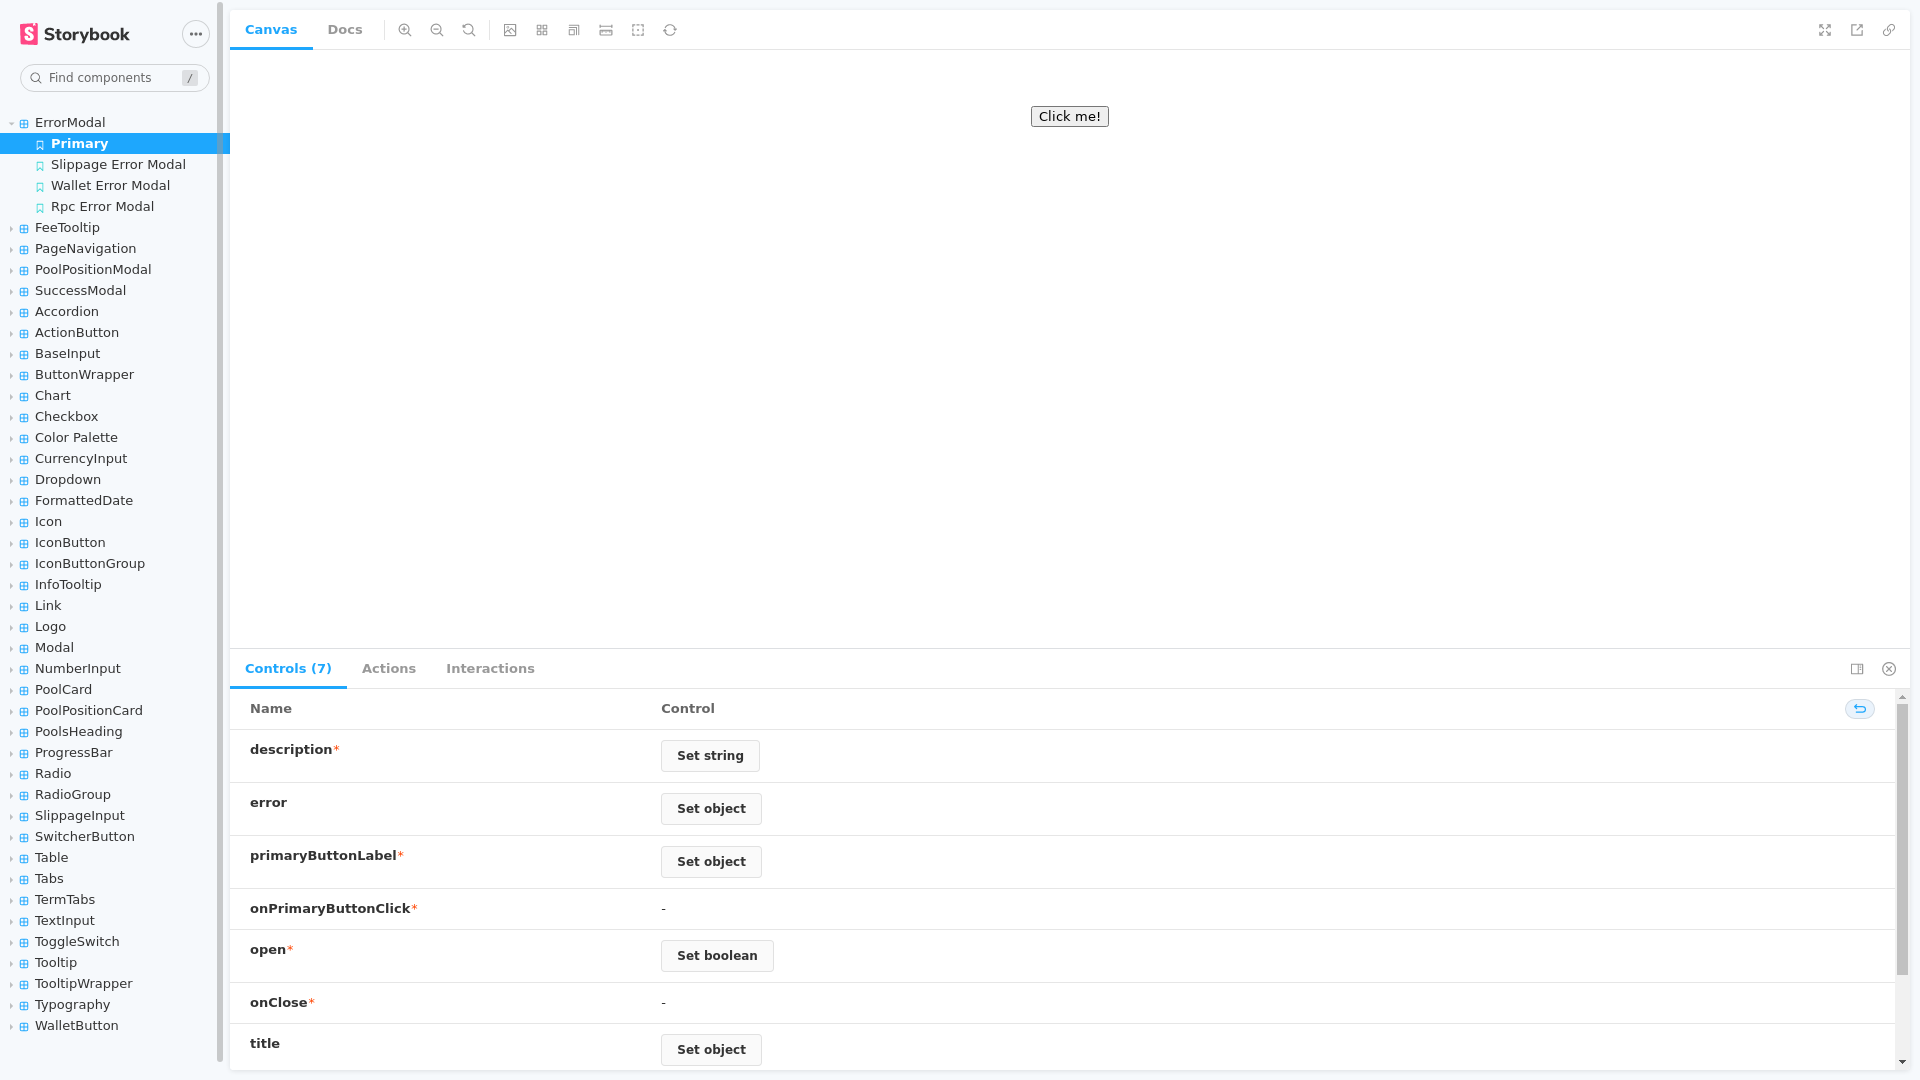 Storybook
Find components
/
ErrorModal
Primary
Slippage Error Modal
Wallet Error Modal
Rpc Error Modal
FeeTooltip
PageNavigation
PoolPositionModal
SuccessModal
Accordion
ActionButton
BaseInput
ButtonWrapper
Chart
Checkbox
Color Palette
CurrencyInput
Dropdown
FormattedDate
Icon
IconButton
IconButtonGroup
InfoTooltip
Link
Logo
Modal
NumberInput
PoolCard
PoolPositionCard
PoolsHeading
ProgressBar
Radio
RadioGroup
SlippageInput
SwitcherButton
Table
Tabs
TermTabs
TextInput
ToggleSwitch
Tooltip
TooltipWrapper
Typography
WalletButton
Canvas Docs
Click me!
Controls (7) Actions Interactions
Name Control
description* Set string
error Set object
primaryButtonLabel* Set object
onPrimaryButtonClick* -
open* Set boolean
onClose* -
title Set object